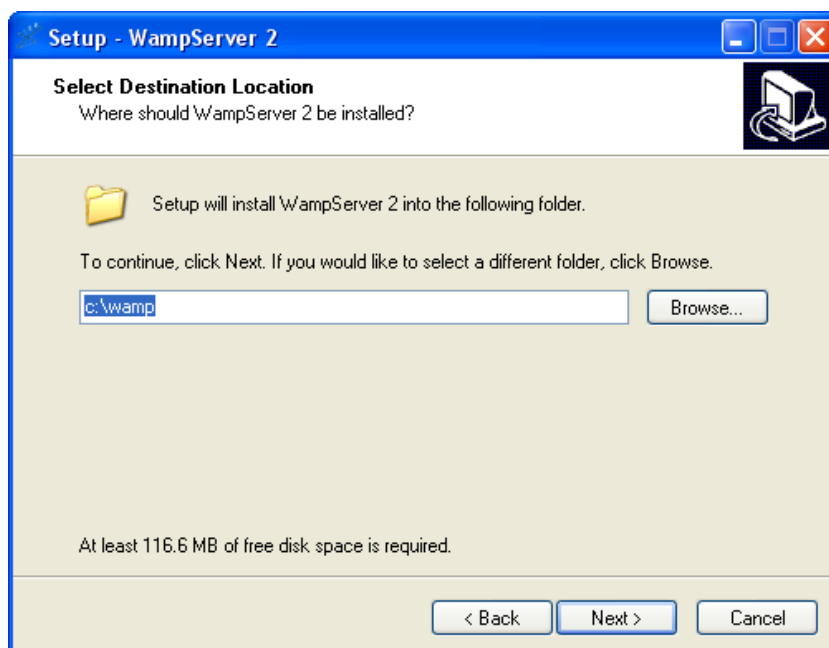 Setup - WampServer 2
Select Destination Location
Where should WampServer 2 be installed?
Setup will install WampServer 2 into the following folder.
To continue, click Next. If you would like to select a different folder, click Browse.
c:\wamp
Browse...
At least 116.6 MB of free disk space is required.
< Back
Next >
Cancel